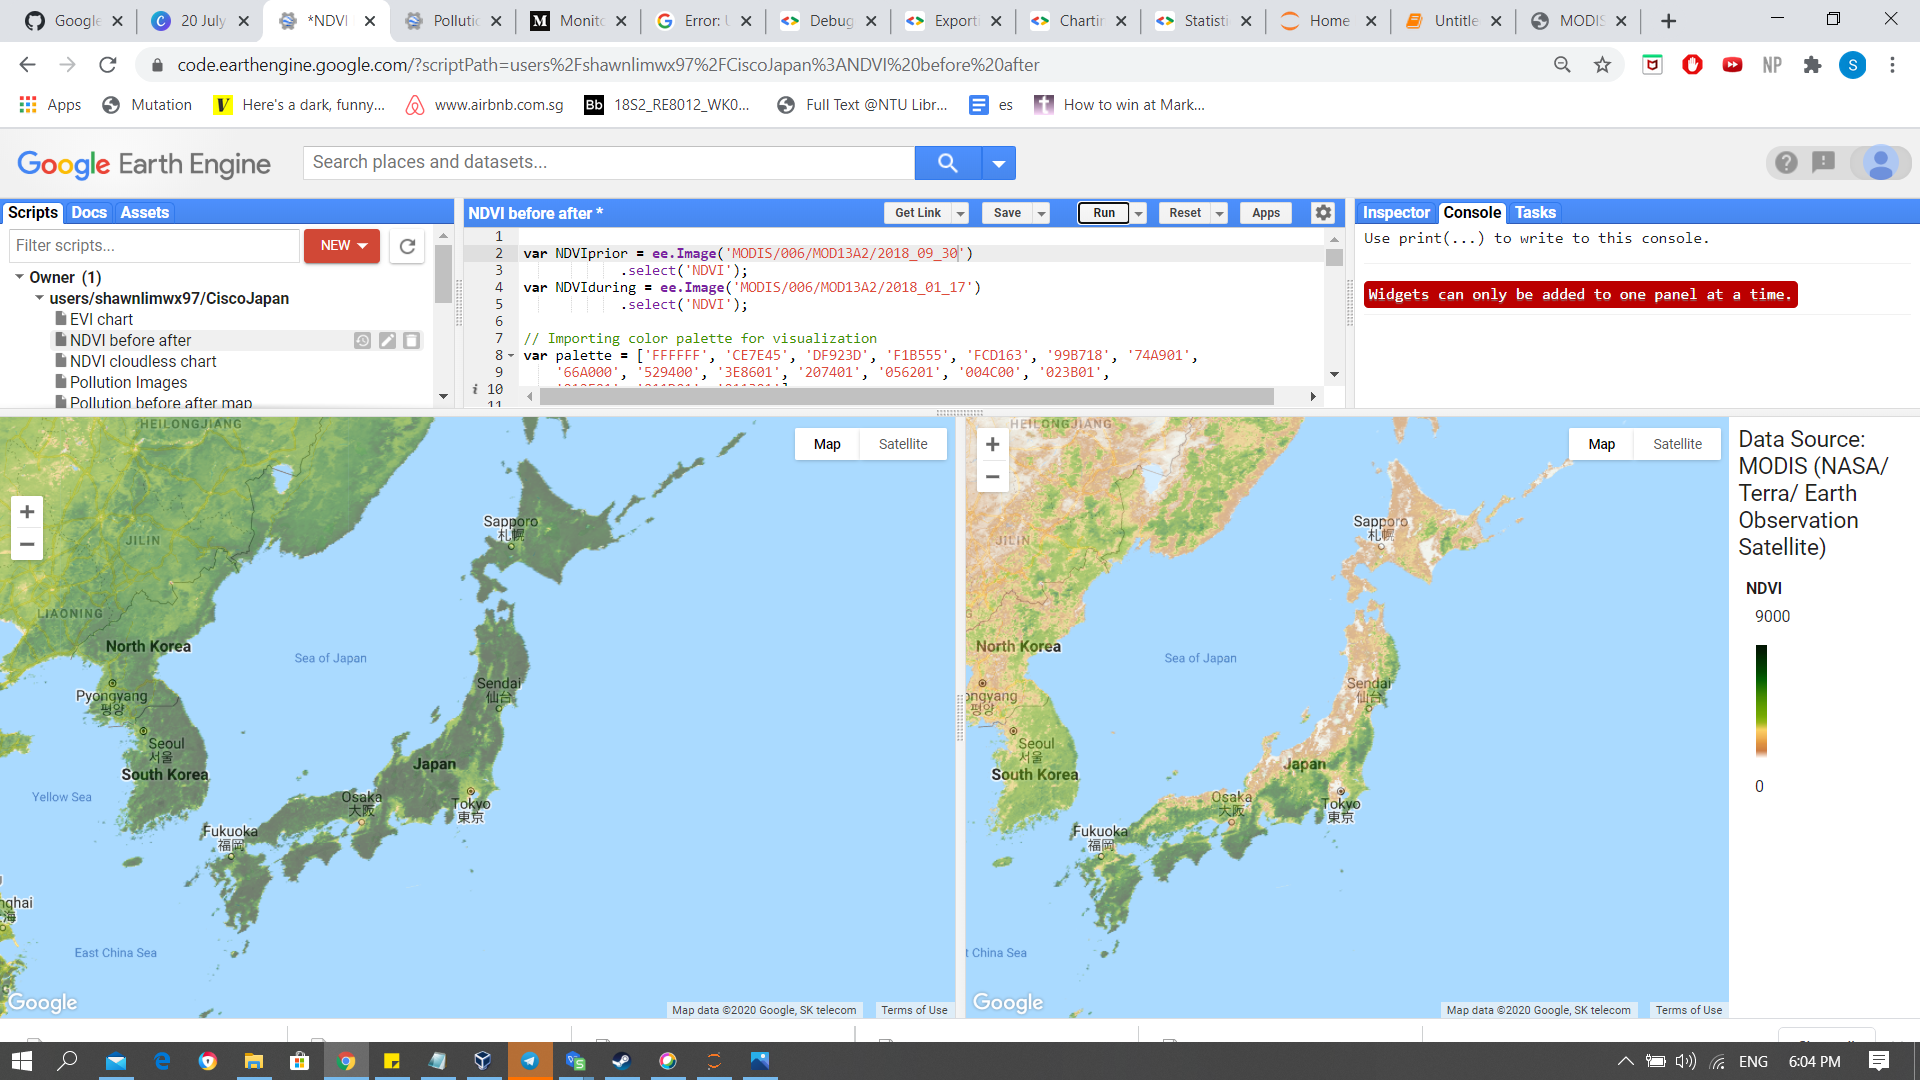 Google
20 July
*NDVI
Pollutic
Monito
Error: U
Debug
Exporti
Chartin
Statisti
Home
Untitle
MODIS
code.earthengine.google.com/?scriptPath=users%2Fshawnlimwx97%2FCiscoJapan%3ANDVI%20before%20after
NP
S
Apps
Mutation
Here's a dark, funny...
www.airbnb.com.sg
Bb 18S2_RE8012_WK0...
Full Text @NTU Libr...
es
t How to win at Mark...
Google Earth Engine
Search places and datasets...
Scripts Docs Assets
Filter scripts...
NEW
Owner (1)
users/shawnlimwx97/CiscoJapan
EVI chart
NDVI before after
NDVI cloudless chart
Pollution Images
Pollution before after map
NDVI before after *
Get Link
Save
Run
Reset
Apps
1
2 var NDVIprior = ee.Image('MODIS/006/MOD13A2/2018_09_30')
3 .select('NDVI');
4 var NDVIduring = ee.Image('MODIS/006/MOD13A2/2018_01_17')
5 .select('NDVI');
6
7 // Importing color palette for visualization
8 var palette = ['FFFFFF', 'CE7E45', 'DF923D', 'F1B555', 'FCD163', '99B718', '74A901',
9 '66A000', '529400', '3E8601', '207401', '056201', '004C00', '023B01',
i 10
11
Inspector Console Tasks
Use print(...) to write to this console.
Widgets can only be added to one panel at a time.
HEILONGJIANG
Map Satellite
+
−
JILIN
LIAONING
Sapporo
札幌
North Korea
Sea of Japan
Pyongyang
평양
Sendai
仙台
Seoul
서울
South Korea
Japan
Yellow Sea
Osaka
大阪
Tokyo
東京
Fukuoka
福岡
nghai
海
East China Sea
Google
Map data ©2020 Google, SK telecom
Terms of Use
HEILONGJIANG
Map Satellite
+
−
JILIN
Sapporo
札幌
North Korea
Sea of Japan
ongyang
평양
Sendai
仙台
Seoul
서울
South Korea
Japan
Osaka
大阪
Tokyo
東京
Fukuoka
福岡
t China Sea
Google
Map data ©2020 Google, SK telecom
Terms of Use
Data Source:
MODIS (NASA/
Terra/ Earth
Observation
Satellite)
NDVI
9000
0
ENG
6:04 PM